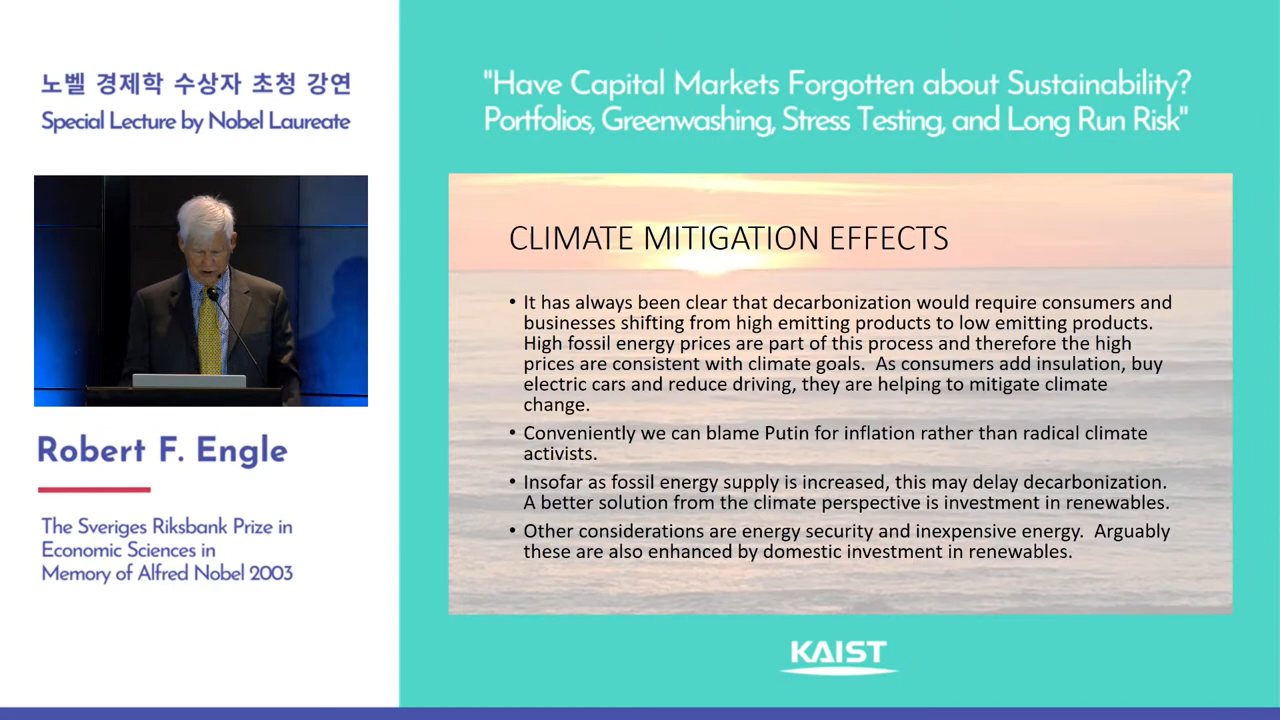 노벨 경제학 수상자 초청 강연
Special Lecture by Nobel Laureate
Robert F. Engle
The Sveriges Riksbank Prize in
Economic Sciences in
Memory of Alfred Nobel 2003
"Have Capital Markets Forgotten about Sustainability?
Portfolios, Greenwashing, Stress Testing, and Long Run Risk"
CLIMATE MITIGATION EFFECTS
• It has always been clear that decarbonization would require consumers and
businesses shifting from high emitting products to low emitting products.
High fossil energy prices are part of this process and therefore the high
prices are consistent with climate goals.  As consumers add insulation, buy
electric cars and reduce driving, they are helping to mitigate climate
change.
• Conveniently we can blame Putin for inflation rather than radical climate
activists.
• Insofar as fossil energy supply is increased, this may delay decarbonization.
A better solution from the climate perspective is investment in renewables.
• Other considerations are energy security and inexpensive energy.  Arguably
these are also enhanced by domestic investment in renewables.
KAIST